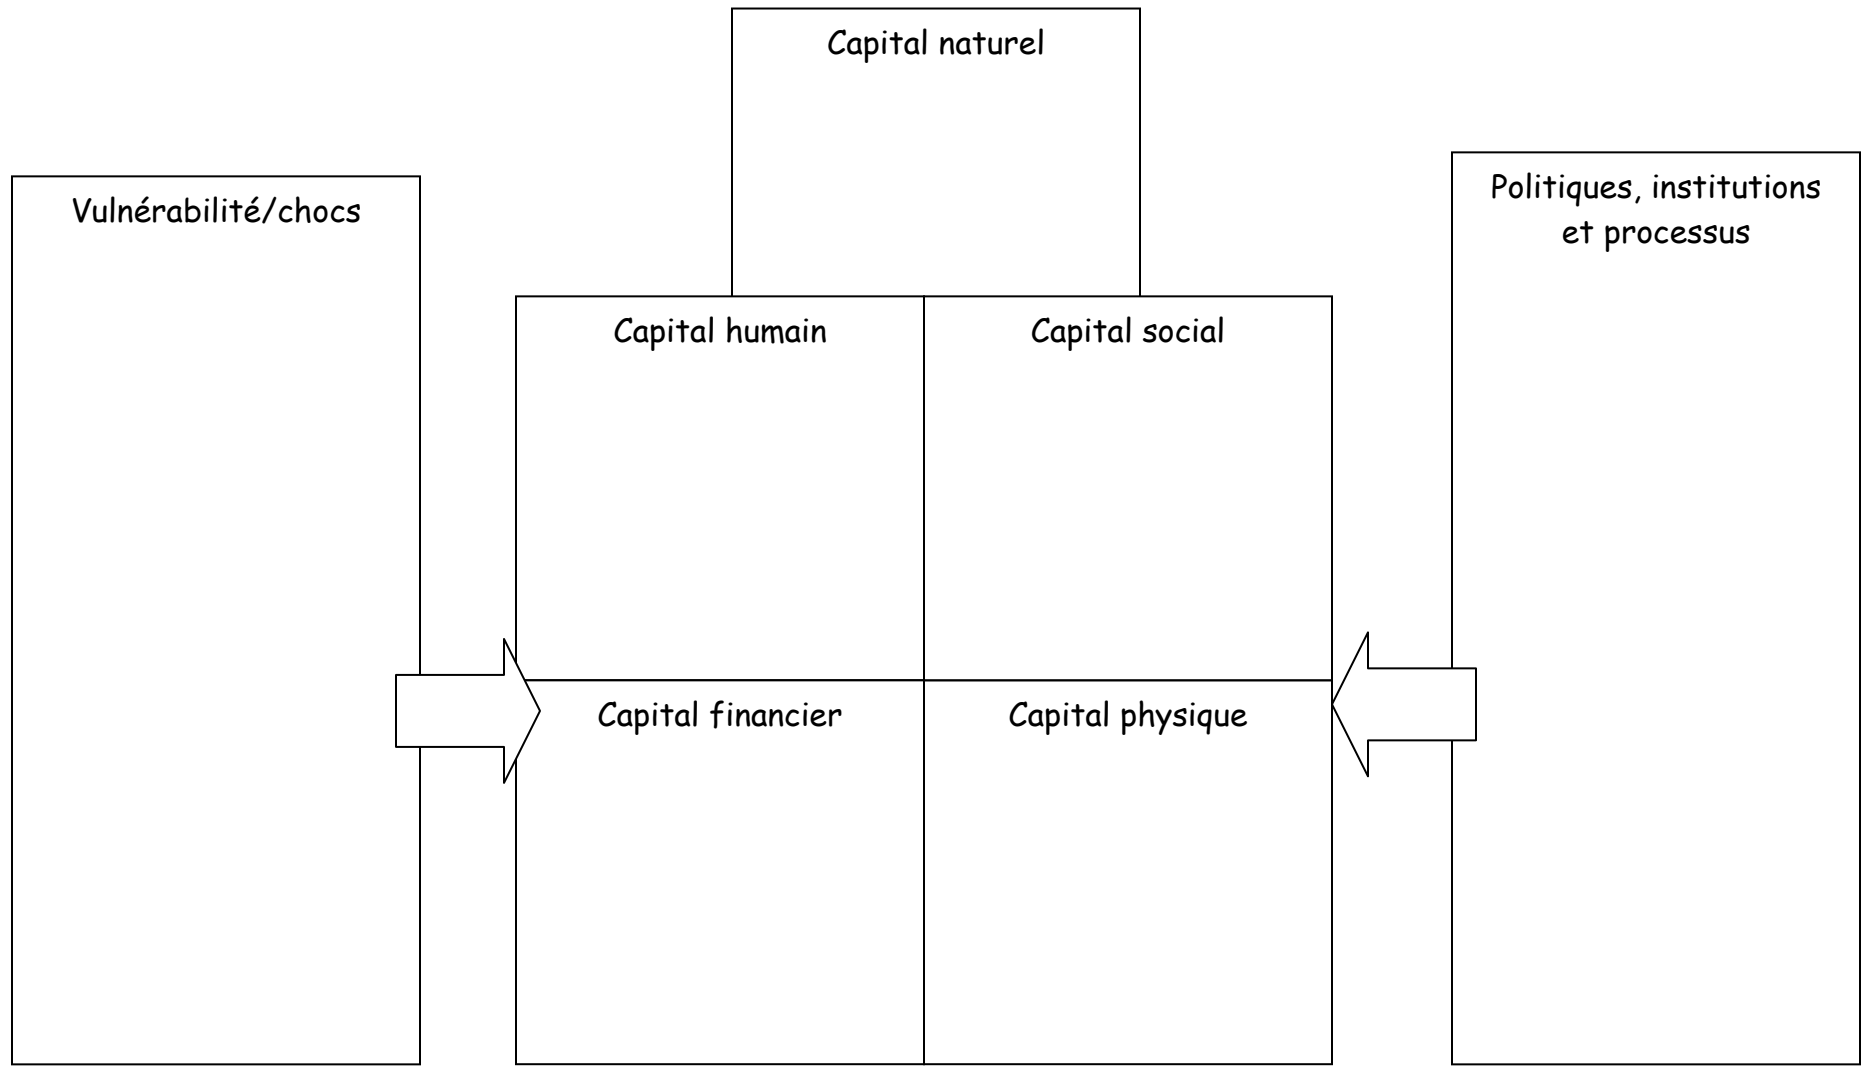 Capital naturel
Vulnérabilité/chocs
Politiques, institutions
et processus
Capital humain
Capital social
Capital financier
Capital physique